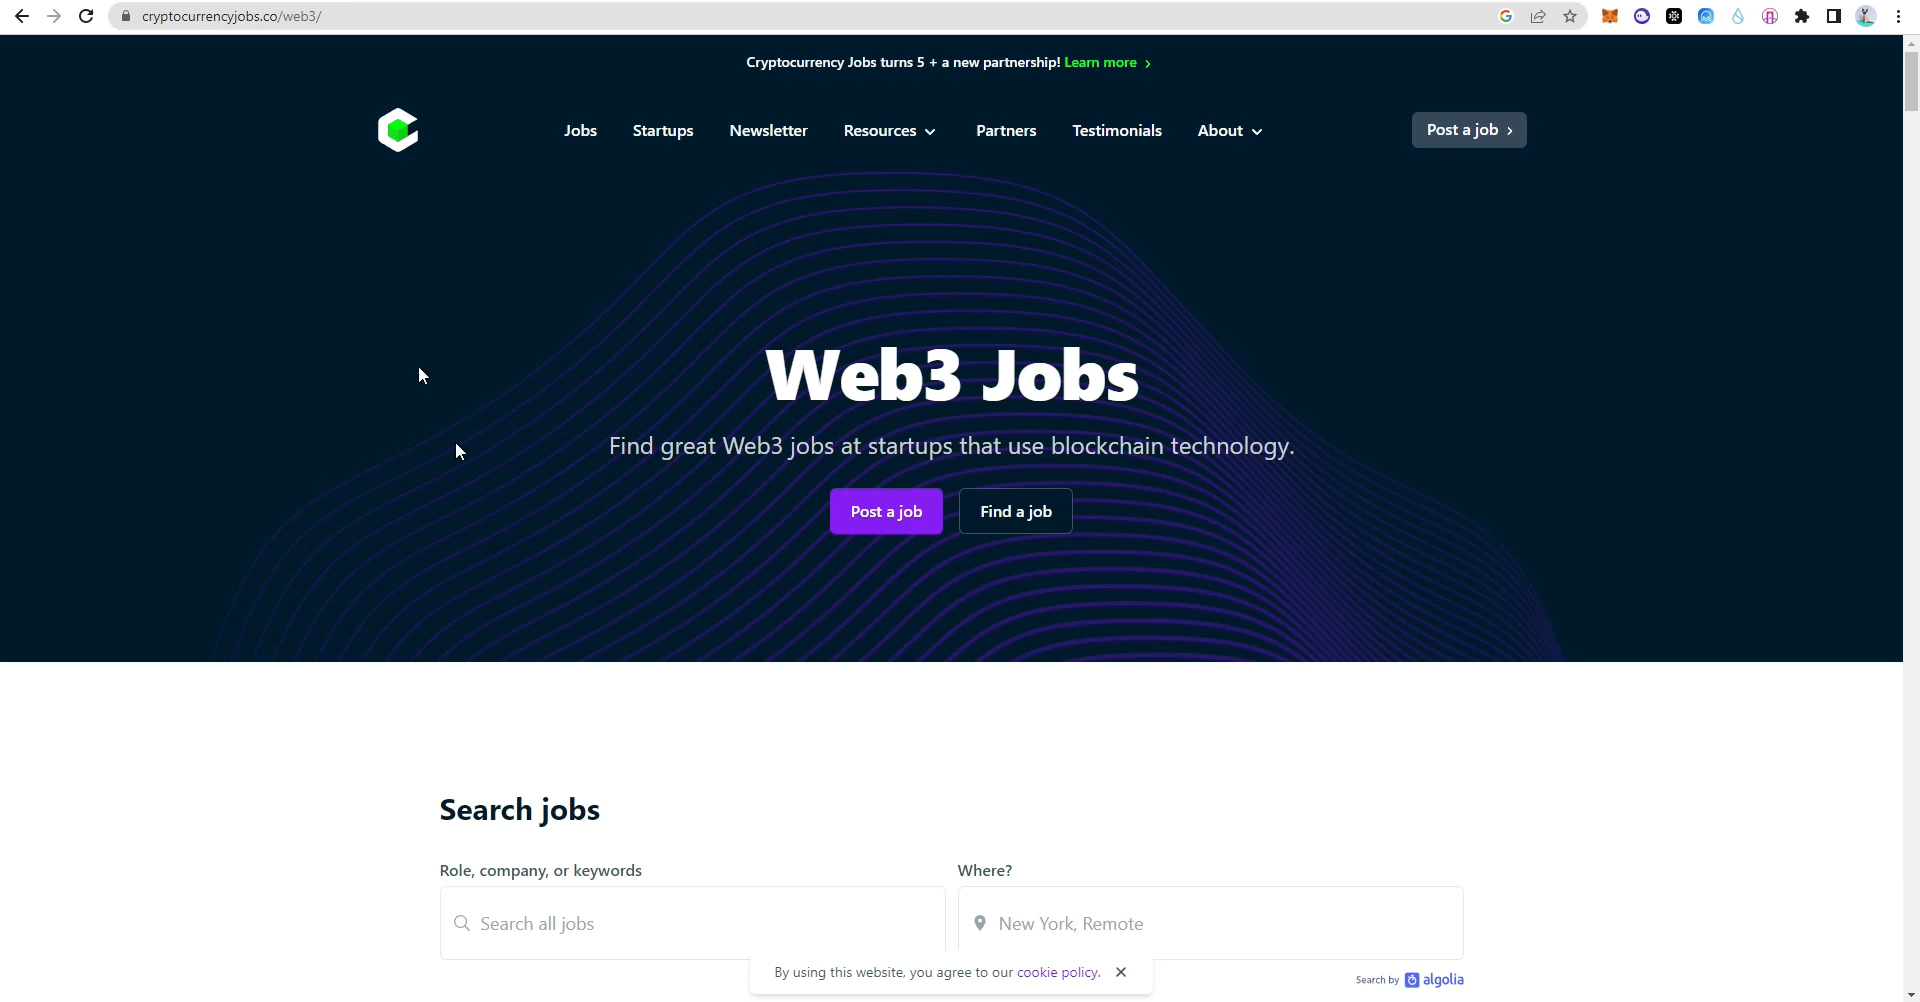 cryptocurrencyjobs.co/web3/
Cryptocurrency Jobs turns 5 + a new partnership! Learn more ›
Jobs Startups Newsletter Resources Partners Testimonials About Post a job ›
Web3 Jobs
Find great Web3 jobs at startups that use blockchain technology.
Post a job Find a job
Search jobs
Role, company, or keywords Where?
Search all jobs New York, Remote
By using this website, you agree to our cookie policy. ✕
Search by algolia